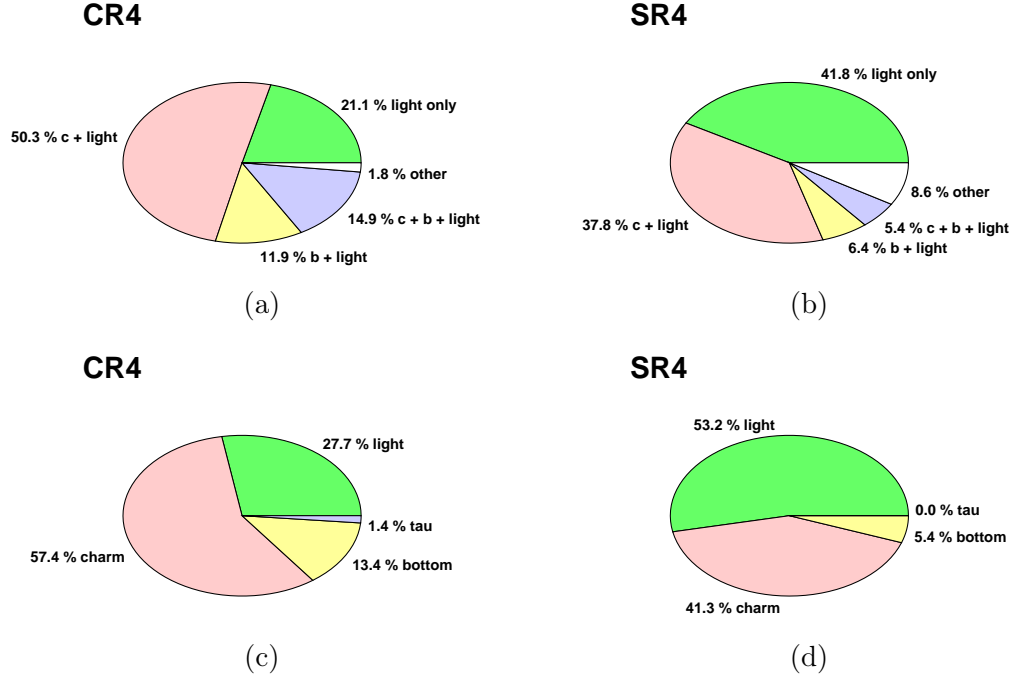 CR4
SR4
41.8 % light only
21.1 % light only
50.3 % c + light
1.8 % other
8.6 % other
14.9 % c + b + light
37.8 % c + light
5.4 % c + b + light
6.4 % b + light
11.9 % b + light
(a)
(b)
CR4
SR4
53.2 % light
27.7 % light
0.0 % tau
1.4 % tau
5.4 % bottom
57.4 % charm
13.4 % bottom
41.3 % charm
(c)
(d)